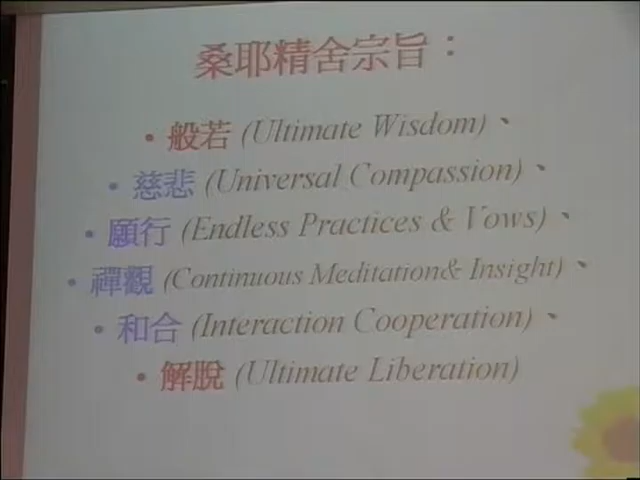 桑耶精舍宗旨：
• 般若 (Ultimate Wisdom)、
• 慈悲 (Universal Compassion)、
• 願行 (Endless Practices & Vows)、
• 禪觀 (Continuous Meditation& Insight)、
• 和合 (Interaction Cooperation)、
• 解脫 (Ultimate Liberation)